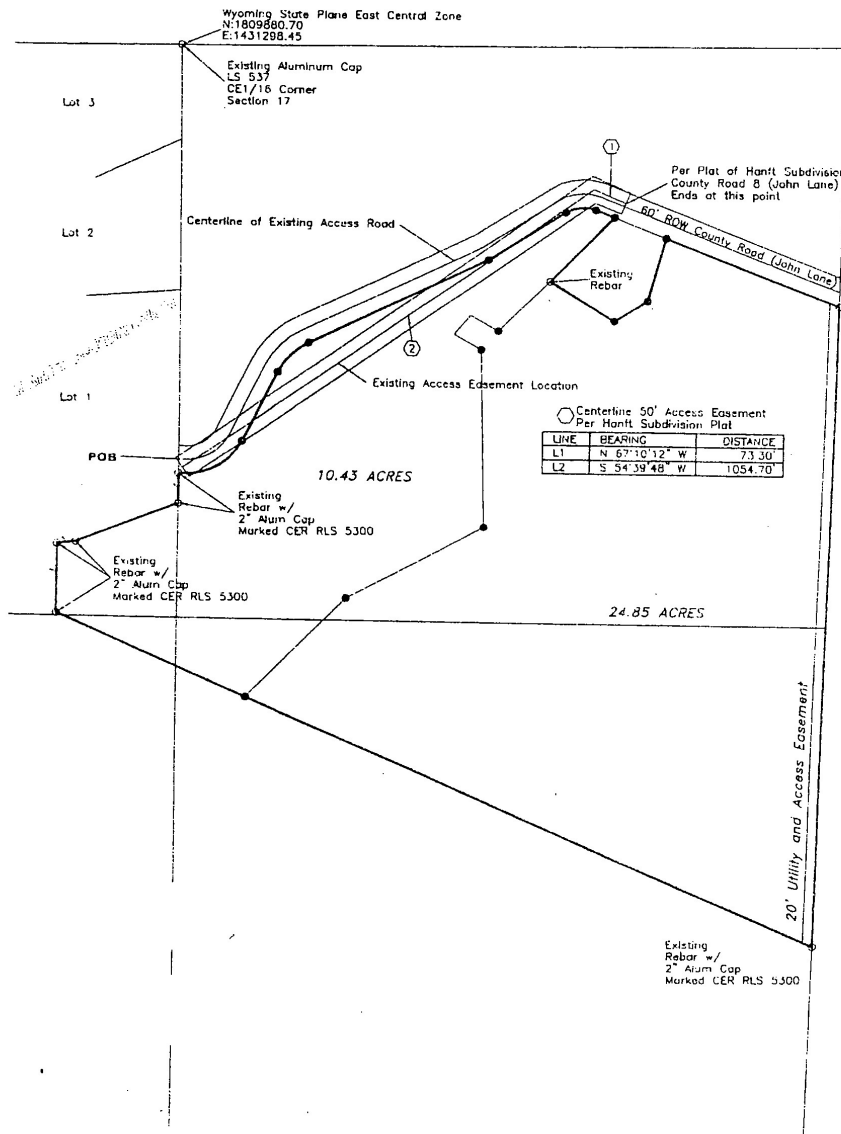 Wyoming State Plane East Central Zone
N:1809880.70
E:1431298.45
Existing Aluminum Cap
LS 537
CE1/16 Corner
Section 17
Lot 3
1
Per Plat of Hanft Subdivision
County Road 8 (John Lane)
Ends at this point
60' ROW County Road (John Lane)
Centerline of Existing Access Road
Lot 2
Existing
Rebar
2
Existing Access Easement Location
Lot 1
Centerline 50' Access Easement
Per Hanft Subdivision Plat
LINE BEARING DISTANCE
L1 N 67°10'12" W 73.30'
L2 S 54°39'48" W 1054.70'
POB
10.43 ACRES
Existing
Rebar w/
2" Alum Cap
Marked CER RLS 5300
Existing
Rebar w/
2" Alum Cap
Marked CER RLS 5300
24.85 ACRES
20' Utility and Access Easement
Existing
Rebar w/
2" Alum Cap
Marked CER RLS 5300